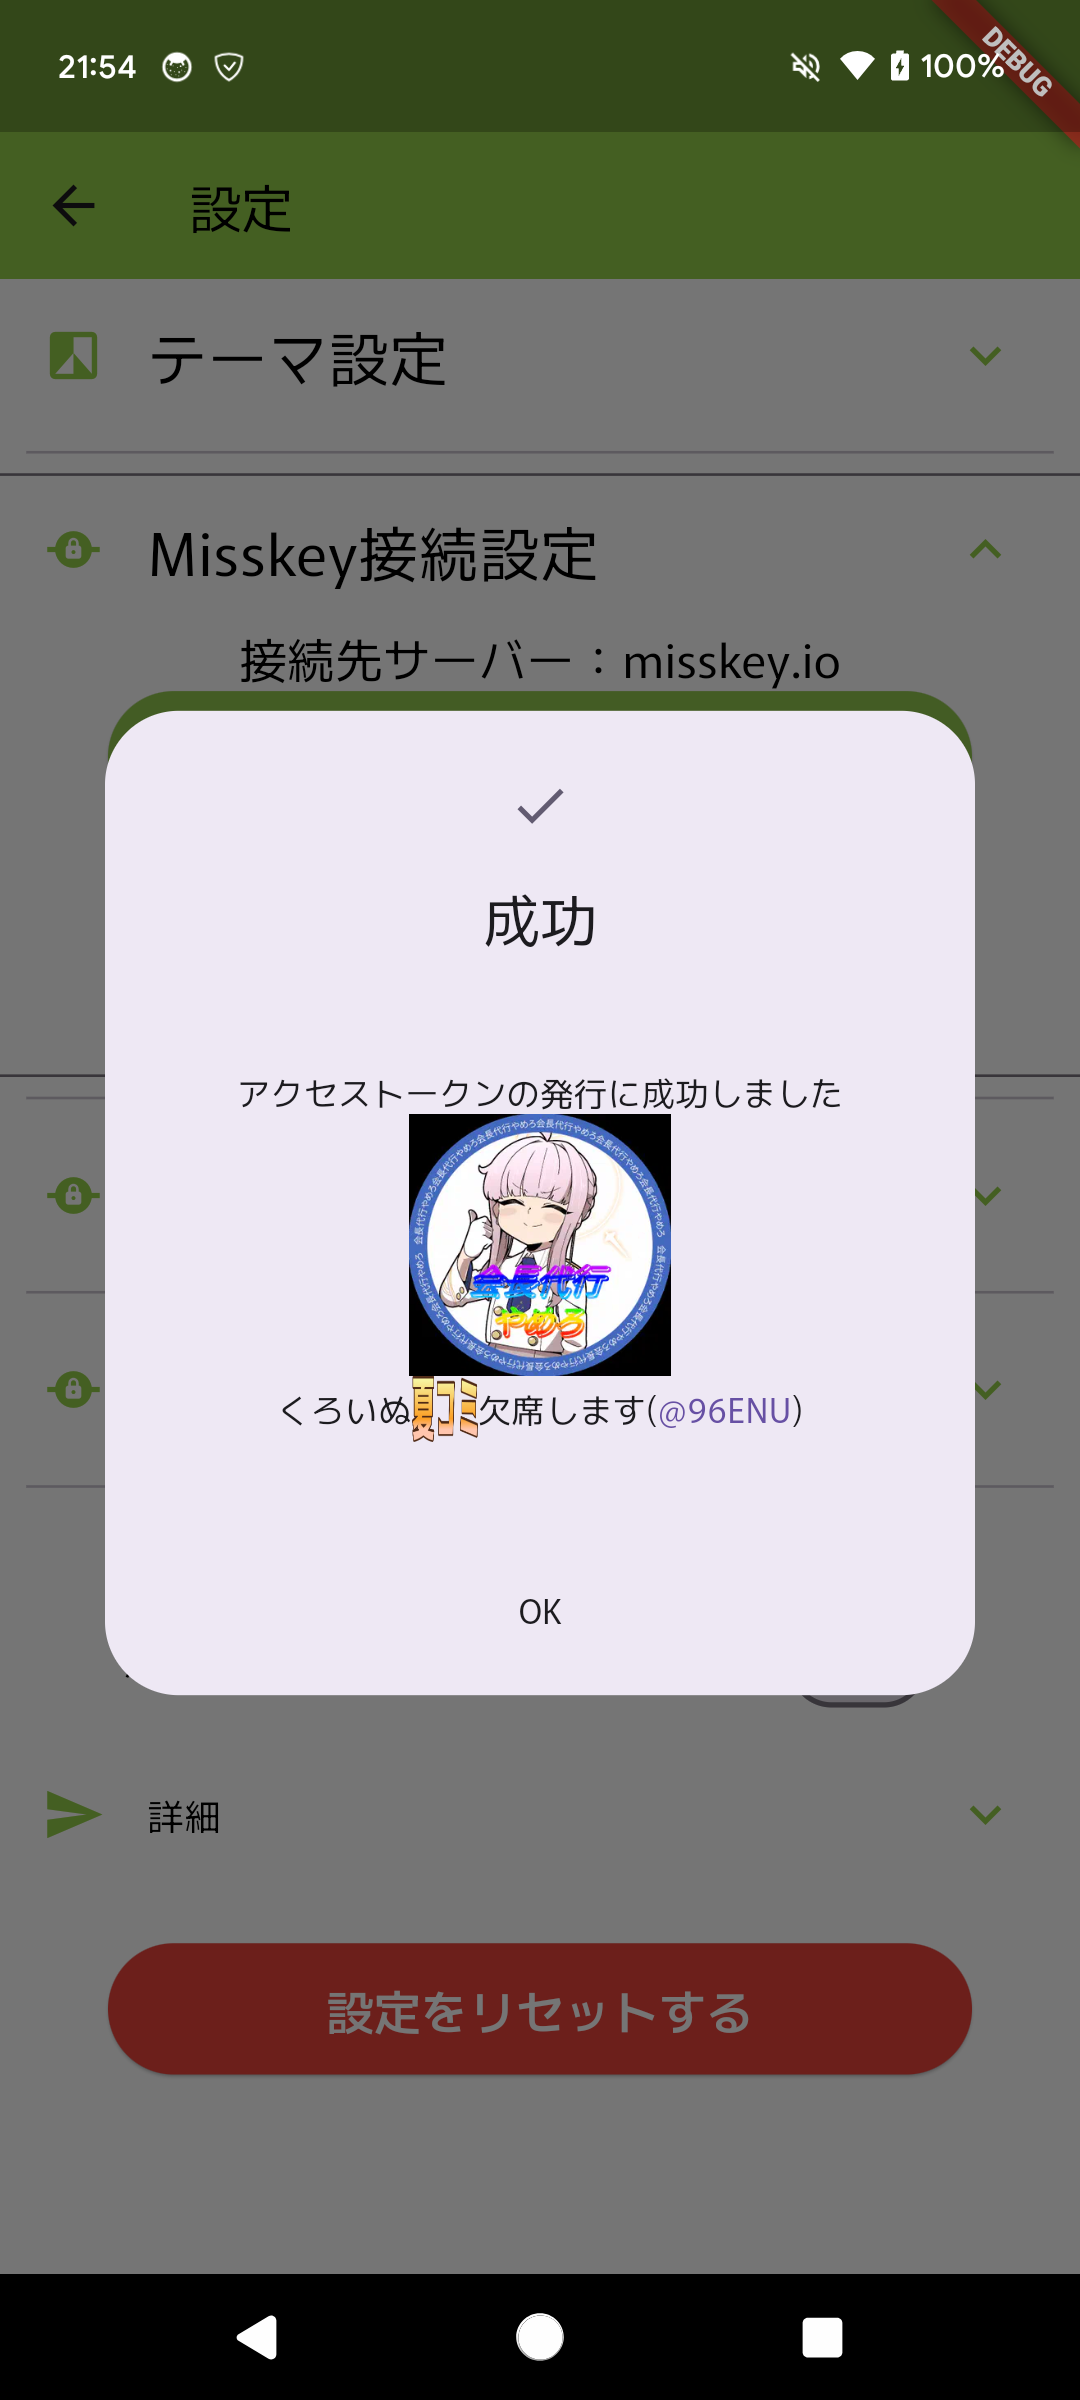 21:54
100%
DEBUG
設定
テーマ設定
Misskey接続設定
接続先サーバー：misskey.io
成功
アクセストークンの発行に成功しました
会長代行やめろ会長代行やめろ会長代行やめろ
会長代行
やめろ
くろいぬ夏コミ欠席します(@96ENU)
OK
詳細
設定をリセットする